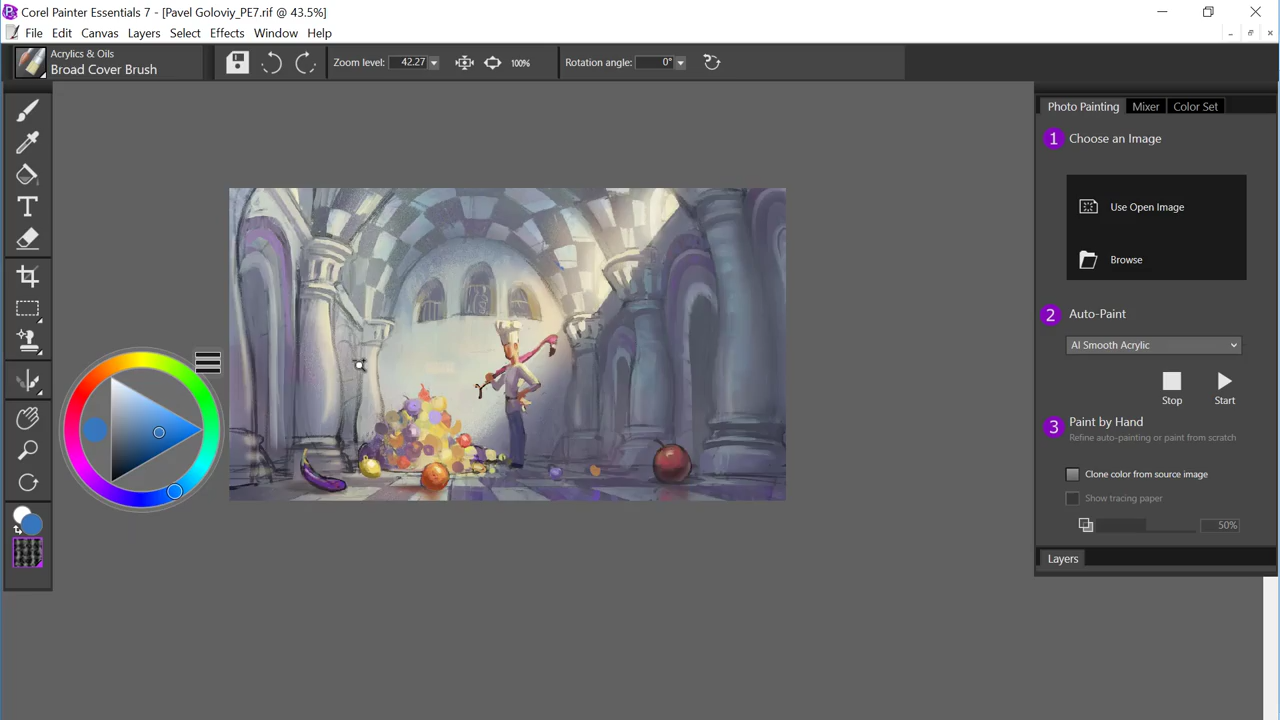 Corel Painter Essentials 7 - [Pavel Goloviy_PE7.rif @ 43.5%]
File Edit Canvas Layers Select Effects Window Help
Acrylics & Oils
Broad Cover Brush
Zoom level: 42.27 100% Rotation angle: 0°
Photo Painting Mixer Color Set
1 Choose an Image
Use Open Image
Browse
2 Auto-Paint
AI Smooth Acrylic
Stop Start
3 Paint by Hand
Refine auto-painting or paint from scratch
Clone color from source image
Show tracing paper
50%
Layers